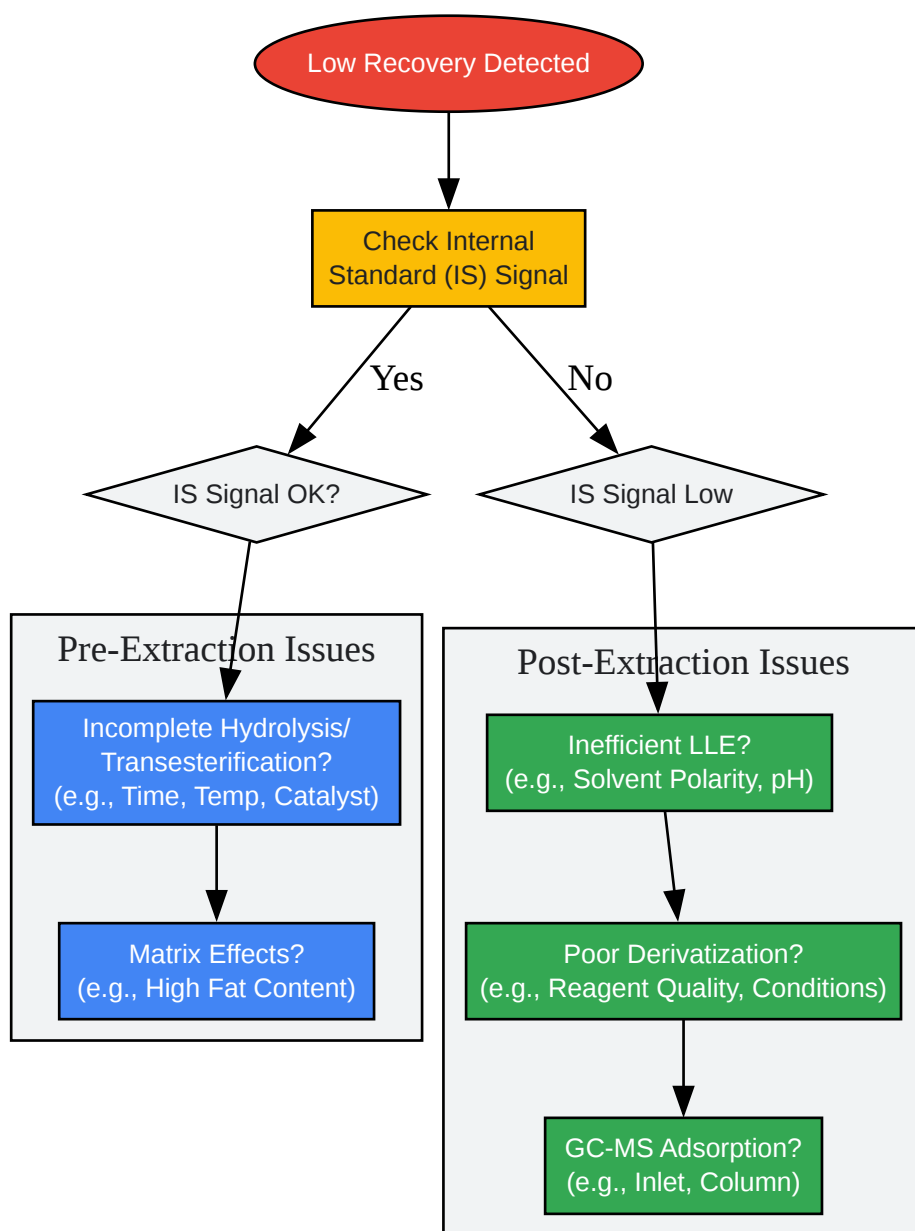 Low Recovery Detected
Check Internal
Standard (IS) Signal
Yes
No
IS Signal OK?
IS Signal Low
Pre-Extraction Issues
Incomplete Hydrolysis/
Transesterification?
(e.g., Time, Temp, Catalyst)
Matrix Effects?
(e.g., High Fat Content)
Post-Extraction Issues
Inefficient LLE?
(e.g., Solvent Polarity, pH)
Poor Derivatization?
(e.g., Reagent Quality, Conditions)
GC-MS Adsorption?
(e.g., Inlet, Column)